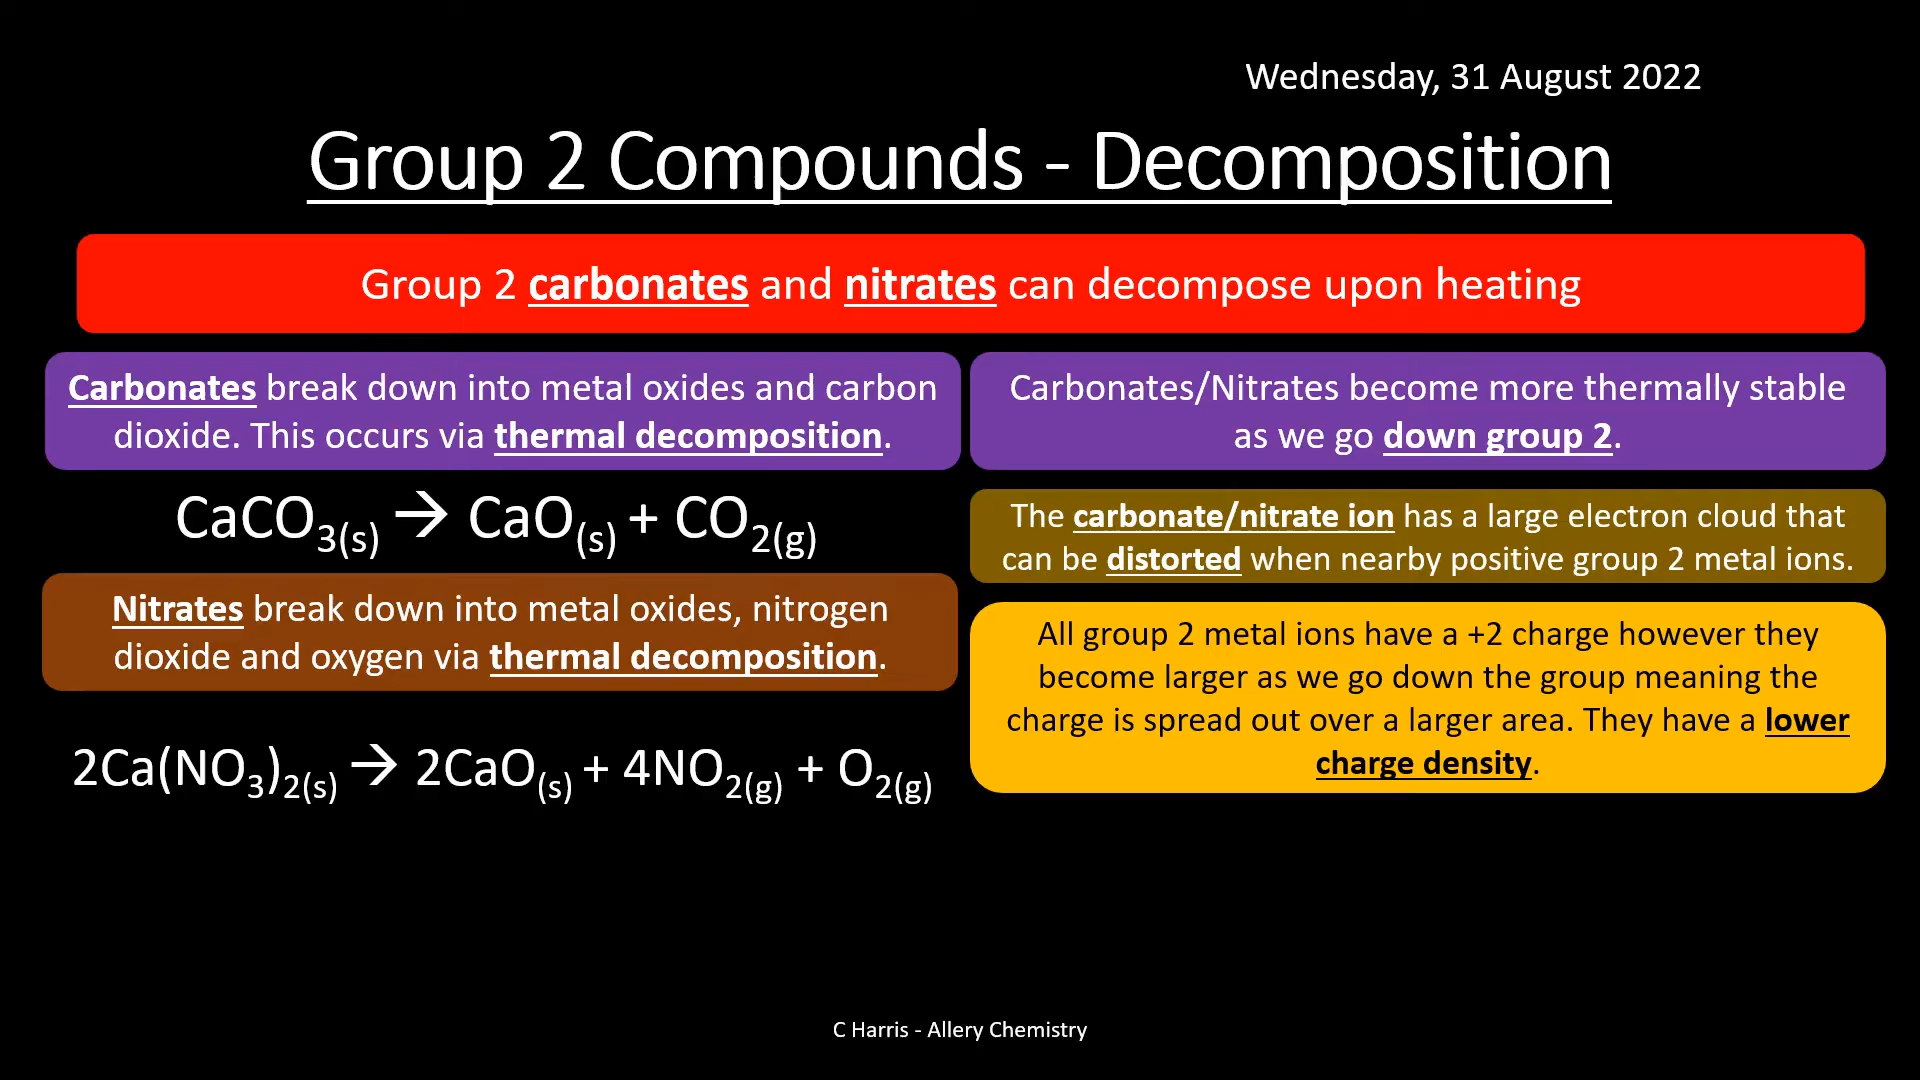 Wednesday, 31 August 2022
Group 2 Compounds - Decomposition
Group 2 carbonates and nitrates can decompose upon heating
Carbonates break down into metal oxides and carbon
dioxide. This occurs via thermal decomposition.
CaCO3(s) → CaO(s) + CO2(g)
Nitrates break down into metal oxides, nitrogen
dioxide and oxygen via thermal decomposition.
2Ca(NO3)2(s) → 2CaO(s) + 4NO2(g) + O2(g)
Carbonates/Nitrates become more thermally stable
as we go down group 2.
The carbonate/nitrate ion has a large electron cloud that
can be distorted when nearby positive group 2 metal ions.
All group 2 metal ions have a +2 charge however they
become larger as we go down the group meaning the
charge is spread out over a larger area. They have a lower
charge density.
C Harris - Allery Chemistry